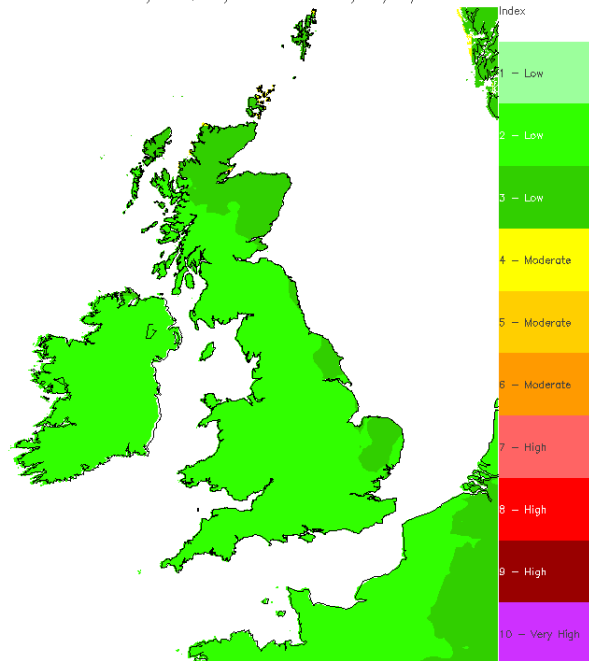 Index
1 - Low
2 - Low
3 - Low
4 - Moderate
5 - Moderate
6 - Moderate
7 - High
8 - High
9 - High
10 - Very High